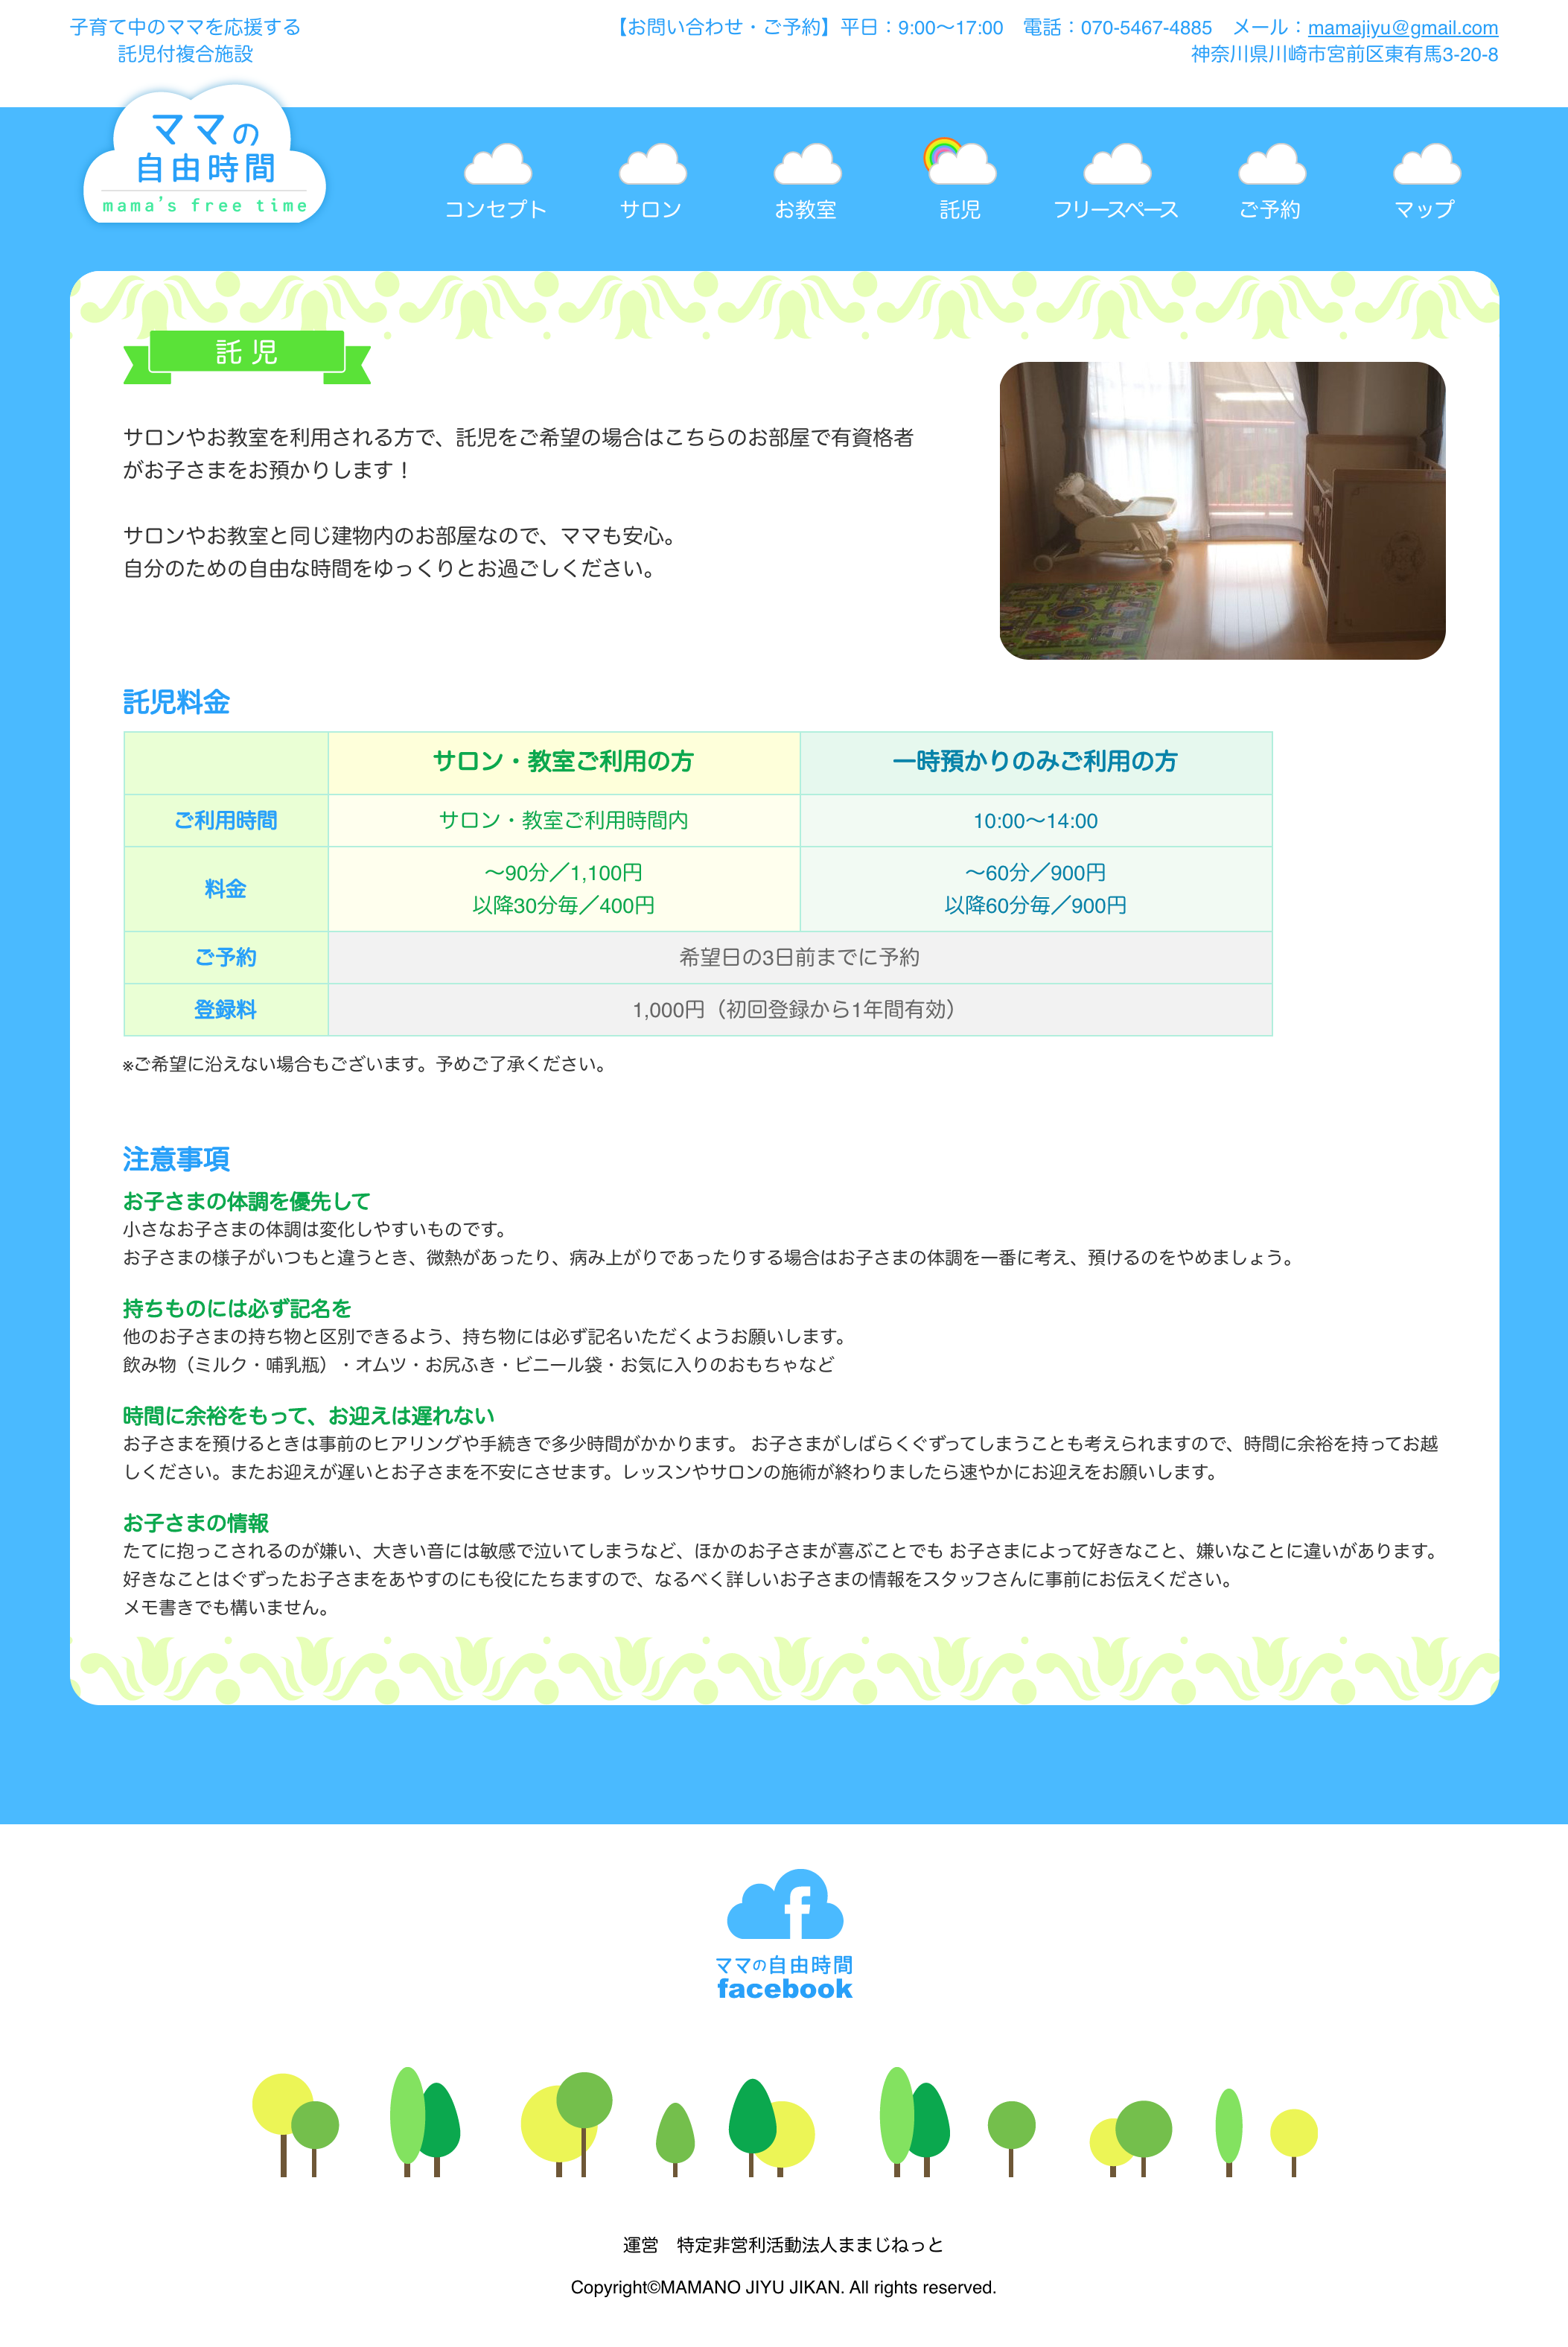 子育て中のママを応援する
託児付複合施設
【お問い合わせ・ご予約】平日：9:00〜17:00　電話：070-5467-4885　メール：mamajiyu@gmail.com
神奈川県川崎市宮前区東有馬3-20-8
ママの
自由時間
mama's free time
コンセプト
サロン
お教室
託児
フリースペース
ご予約
マップ
託児
サロンやお教室を利用される方で、託児をご希望の場合はこちらのお部屋で有資格者
がお子さまをお預かりします！
サロンやお教室と同じ建物内のお部屋なので、ママも安心。
自分のための自由な時間をゆっくりとお過ごしください。
託児料金
サロン・教室ご利用の方
一時預かりのみご利用の方
ご利用時間
サロン・教室ご利用時間内
10:00〜14:00
料金
〜90分／1,100円
以降30分毎／400円
〜60分／900円
以降60分毎／900円
ご予約
希望日の3日前までに予約
登録料
1,000円（初回登録から1年間有効）
※ご希望に沿えない場合もございます。予めご了承ください。
注意事項
お子さまの体調を優先して
小さなお子さまの体調は変化しやすいものです。
お子さまの様子がいつもと違うとき、微熱があったり、病み上がりであったりする場合はお子さまの体調を一番に考え、預けるのをやめましょう。
持ちものには必ず記名を
他のお子さまの持ち物と区別できるよう、持ち物には必ず記名いただくようお願いします。
飲み物（ミルク・哺乳瓶）・オムツ・お尻ふき・ビニール袋・お気に入りのおもちゃなど
時間に余裕をもって、お迎えは遅れない
お子さまを預けるときは事前のヒアリングや手続きで多少時間がかかります。 お子さまがしばらくぐずってしまうことも考えられますので、時間に余裕を持ってお越
しください。またお迎えが遅いとお子さまを不安にさせます。レッスンやサロンの施術が終わりましたら速やかにお迎えをお願いします。
お子さまの情報
たてに抱っこされるのが嫌い、大きい音には敏感で泣いてしまうなど、ほかのお子さまが喜ぶことでも お子さまによって好きなこと、嫌いなことに違いがあります。
好きなことはぐずったお子さまをあやすのにも役にたちますので、なるべく詳しいお子さまの情報をスタッフさんに事前にお伝えください。
メモ書きでも構いません。
ママの自由時間
facebook
運営　特定非営利活動法人ままじねっと
Copyright©MAMANO JIYU JIKAN. All rights reserved.